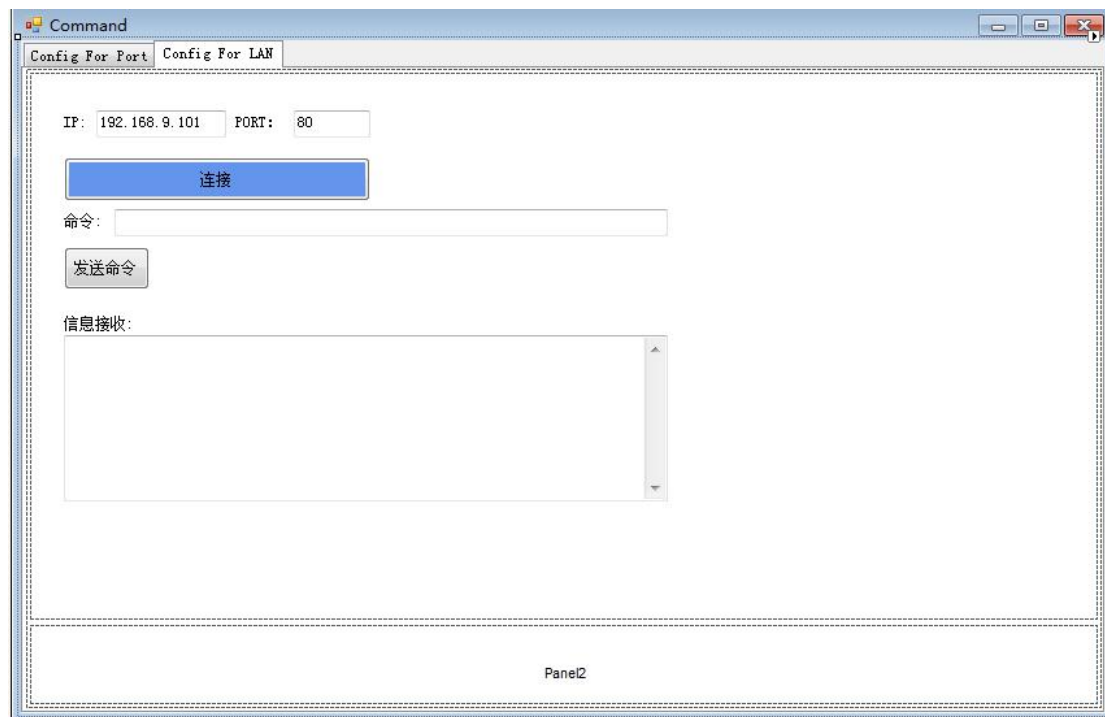 Command
Config For Port Config For LAN
IP: 192.168.9.101 PORT: 80
连接
命令:
发送命令
信息接收:
Panel2